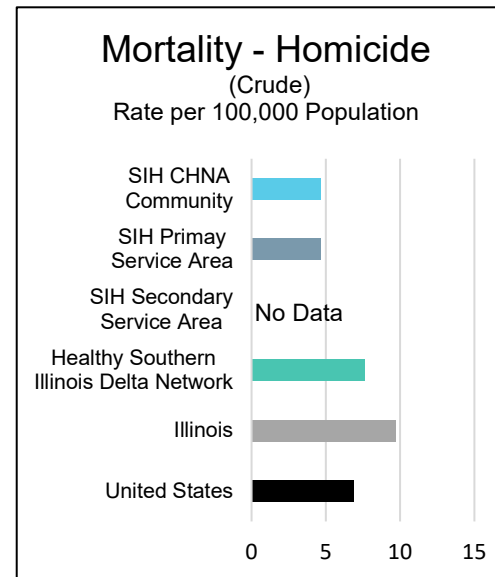 Mortality - Homicide
(Crude)
Rate per 100,000 Population
SIH CHNA
Community
SIH Primay
Service Area
SIH Secondary
Service Area
No Data
Healthy Southern
Illinois Delta Network
Illinois
United States
0 5 10 15